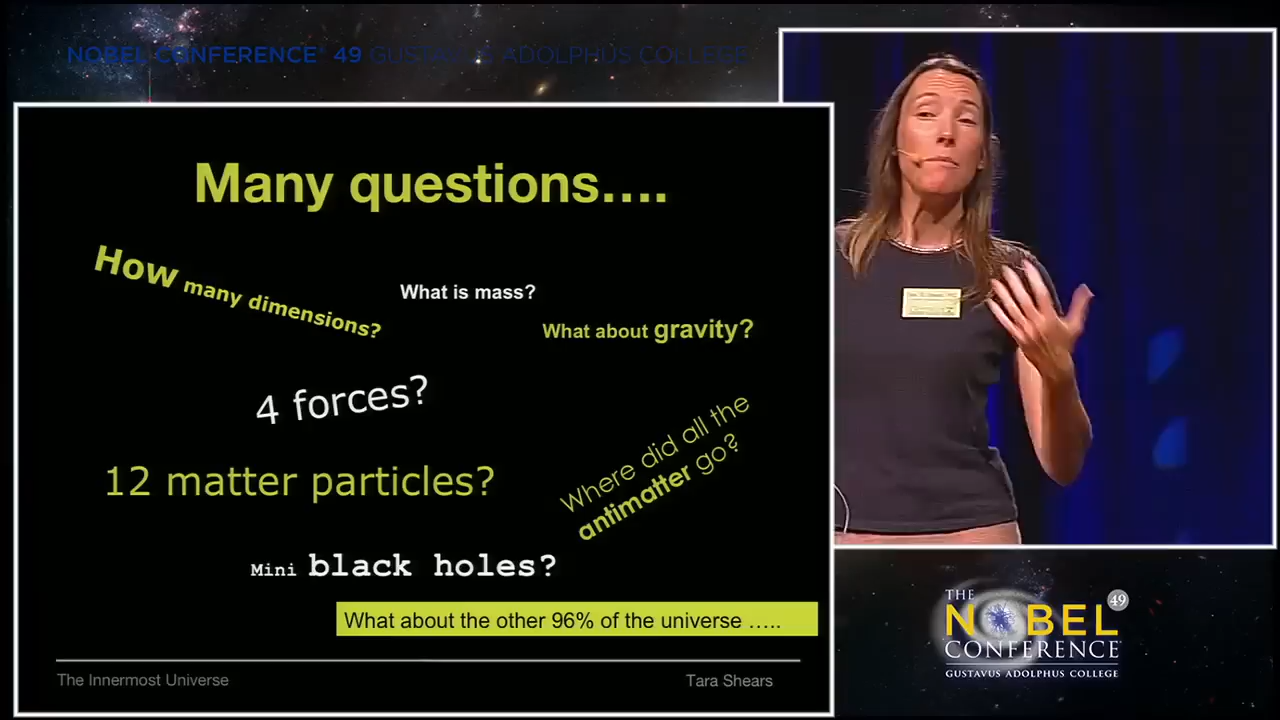 NOBEL CONFERENCE® 49 GUSTAVUS ADOLPHUS COLLEGE
Many questions....
How many dimensions?
What is mass?
What about gravity?
4 forces?
Where did all the
antimatter go?
12 matter particles?
Mini black holes?
What about the other 96% of the universe .....
The Innermost Universe
Tara Shears
THE
49
NOBEL
CONFERENCE
GUSTAVUS ADOLPHUS COLLEGE